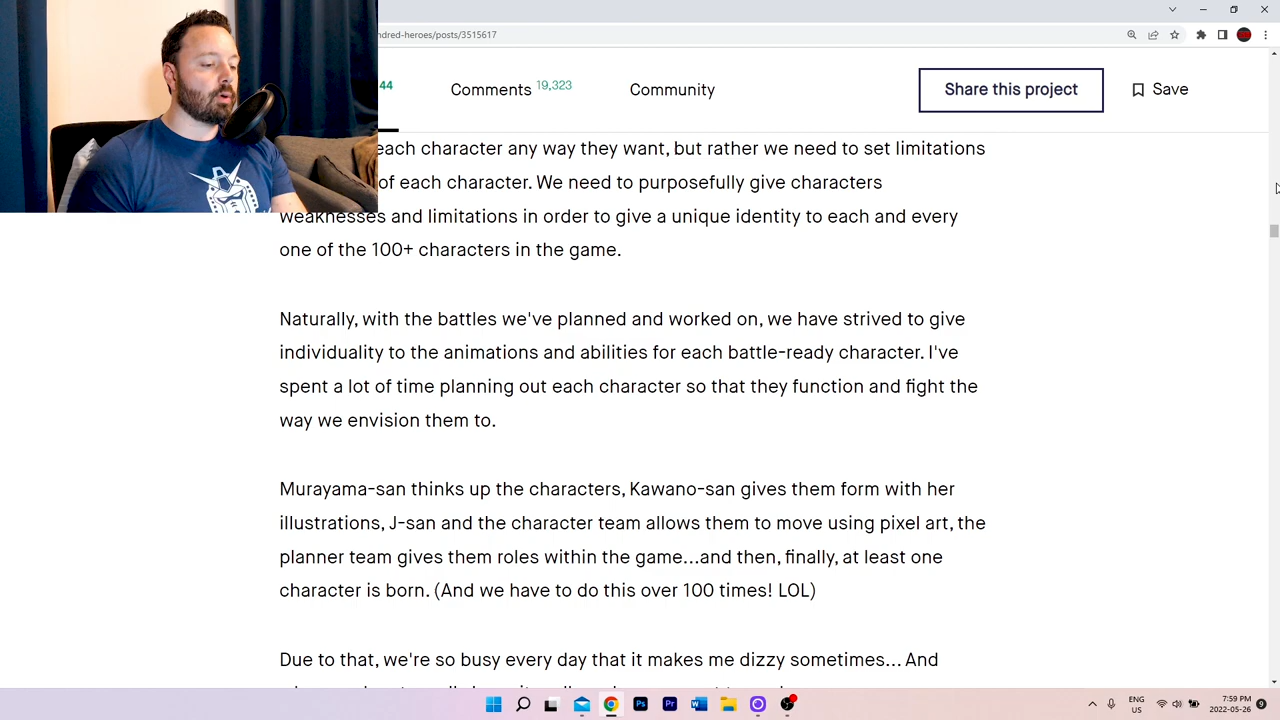 ndred-heroes/posts/3515617
44
Comments 19,323
Community
Share this project
Save
each character any way they want, but rather we need to set limitations
of each character. We need to purposefully give characters
weaknesses and limitations in order to give a unique identity to each and every
one of the 100+ characters in the game.
Naturally, with the battles we've planned and worked on, we have strived to give
individuality to the animations and abilities for each battle-ready character. I've
spent a lot of time planning out each character so that they function and fight the
way we envision them to.
Murayama-san thinks up the characters, Kawano-san gives them form with her
illustrations, J-san and the character team allows them to move using pixel art, the
planner team gives them roles within the game...and then, finally, at least one
character is born. (And we have to do this over 100 times! LOL)
Due to that, we're so busy every day that it makes me dizzy sometimes... And
Ps
Pr
W
ENG
US
7:59 PM
2022-05-26
9